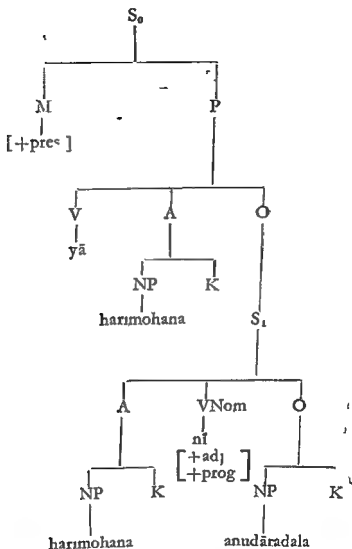 S₀
M P
[+pres]
V A O
yā
NP K
harimohana S₁
A VNom O
nī
[+adj
+prog]
NP K NP K
harimohana anudāradala